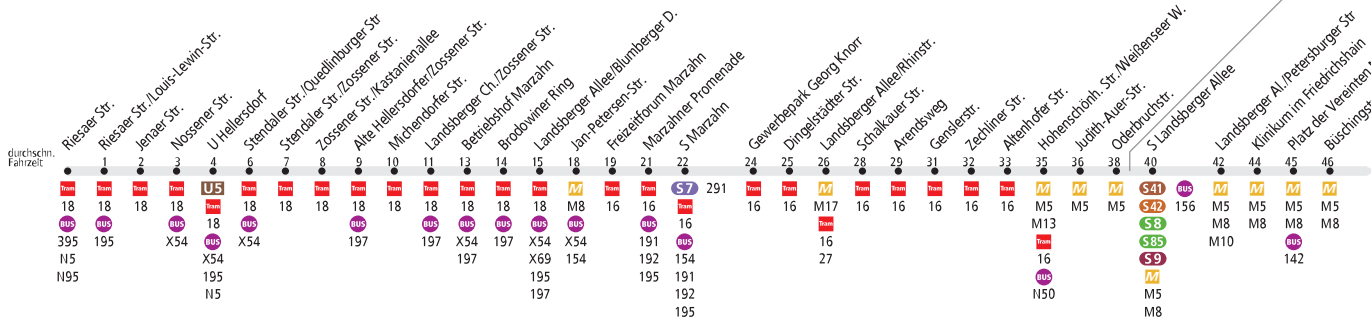 Riesaer Str.
Riesaer Str./Louis-Lewin-Str.
Jenaer Str.
Nossener Str.
U Hellersdorf
Stendaler Str./Quedlinburger Str
Stendaler Str./Zossener Str.
Zossener Str./Kastanienallee
Alte Hellersdorfer/Zossener Str.
Michendorfer Str.
Landsberger Ch./Zossener Str.
Betriebshof Marzahn
Brodowiner Ring
Landsberger Allee/Blumberger D.
Jan-Petersen-Str.
Freizeitforum Marzahn
Marzahner Promenade
S Marzahn
Gewerbepark Georg Knorr
Dingelstädter Str.
Landsberger Allee/Rhinstr.
Schalkauer Str.
Arendsweg
Genslerstr.
Zechliner Str.
Altenhofer Str.
Hohenschönh. Str./Weißenseer W.
Judith-Auer-Str.
Oderbruchstr.
S Landsberger Allee
Landsberger Al./Petersburger Str
Klinikum im Friedrichshain
Platz der Vereinten
Büschings
durchschn.
Fahrzeit
1 2 3 4 6 7 8 9 10 11 13 14 15 18 19 21 22 24 25 26 28 29 31 32 33 35 36 38 40 42 44 45 46
Tram Tram Tram Tram U5 Tram Tram Tram Tram Tram Tram Tram Tram Tram M Tram Tram S7 291 Tram Tram M Tram Tram Tram Tram Tram M M M S41 BUS M M M M
18 18 18 18 Tram 18 18 18 18 18 18 18 18 18 M8 16 16 Tram 16 16 M17 16 16 16 16 16 M5 M5 M5 S42 156 M5 M5 M5 M5
BUS BUS BUS 18 BUS BUS BUS BUS BUS BUS BUS BUS 16 Tram M13 S8 M8 M8 M8 M8
395 195 X54 BUS X54 197 197 X54 197 X54 X54 191 BUS 16 Tram S85 M10 BUS
N5 X54 197 X69 154 192 154 27 16 S9 142
N95 195 195 195 191 BUS M
N5 197 192 N50 M5
195 M8